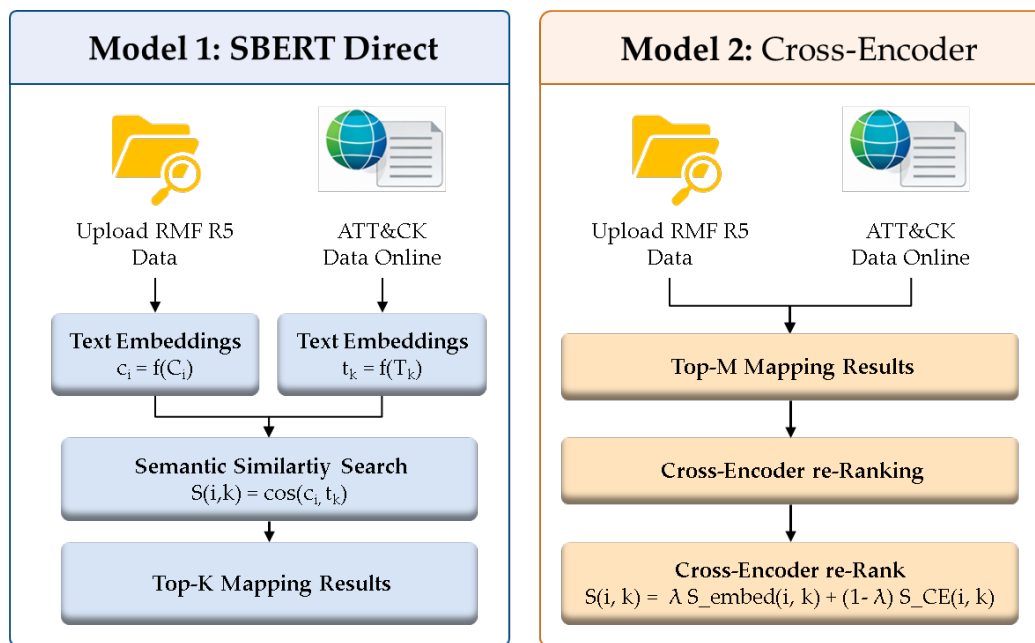 Model 1: SBERT Direct
Upload RMF R5
Data
ATT&CK
Data Online
Text Embeddings
cᵢ = f(Cᵢ)
Text Embeddings
tₖ = f(Tₖ)
Semantic Similartiy Search
S(i,k) = cos(cᵢ, tₖ)
Top-K Mapping Results
Model 2: Cross-Encoder
Upload RMF R5
Data
ATT&CK
Data Online
Top-M Mapping Results
Cross-Encoder re-Ranking
Cross-Encoder re-Rank
S(i, k) = λ S_embed(i, k) + (1- λ) S_CE(i, k)